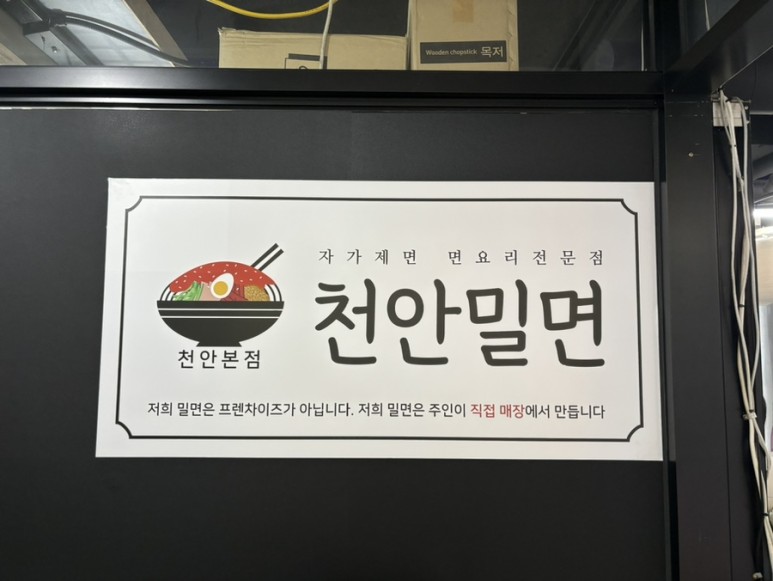 Wooden chopstick 목저
자가제면 면요리전문점
천안밀면
천안본점
저희 밀면은 프렌차이즈가 아닙니다. 저희 밀면은 주인이 직접 매장에서 만듭니다